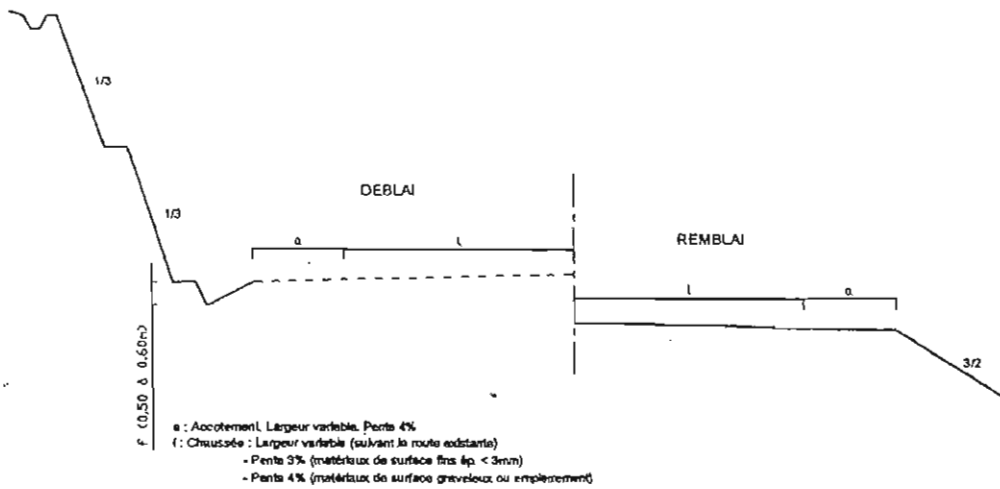 1/3
DEBLAI
1/3
a
l
REMBLAI
l
a
3/2
(0,50 à 0.60m)
a : Accotement. Largeur variable. Pente 4%
l : Chaussée : Largeur variable (suivant la route existante)
- Pente 3% (matériaux de surface fins ép. < 3mm)
- Pente 4% (matériaux de surface graveleux ou empierrement)